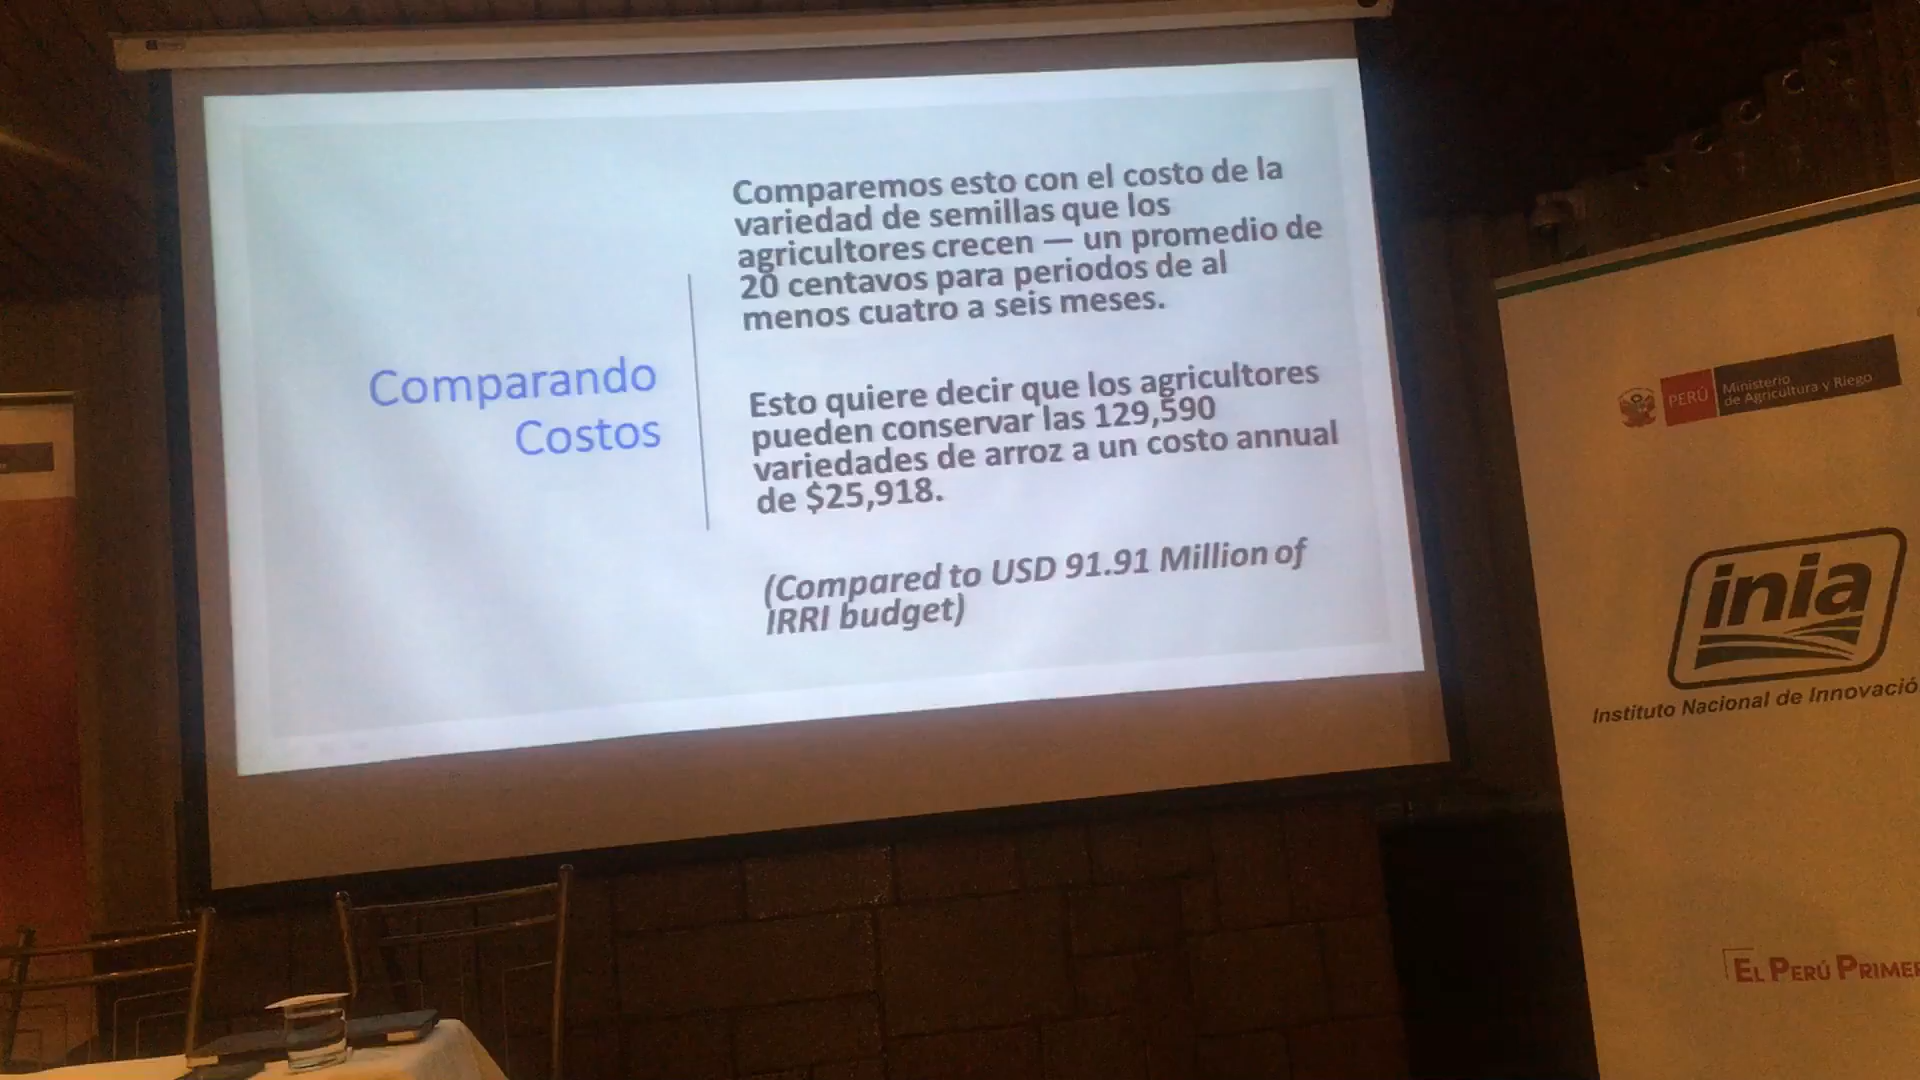 Comparando
Costos
Comparemos esto con el costo de la
variedad de semillas que los
agricultores crecen — un promedio de
20 centavos para periodos de al
menos cuatro a seis meses.
Esto quiere decir que los agricultores
pueden conservar las 129,590
variedades de arroz a un costo annual
de $25,918.
(Compared to USD 91.91 Million of
IRRI budget)
PERÚ
Ministerio
de Agricultura y Riego
inia
Instituto Nacional de Innovació
EL PERÚ PRIMER